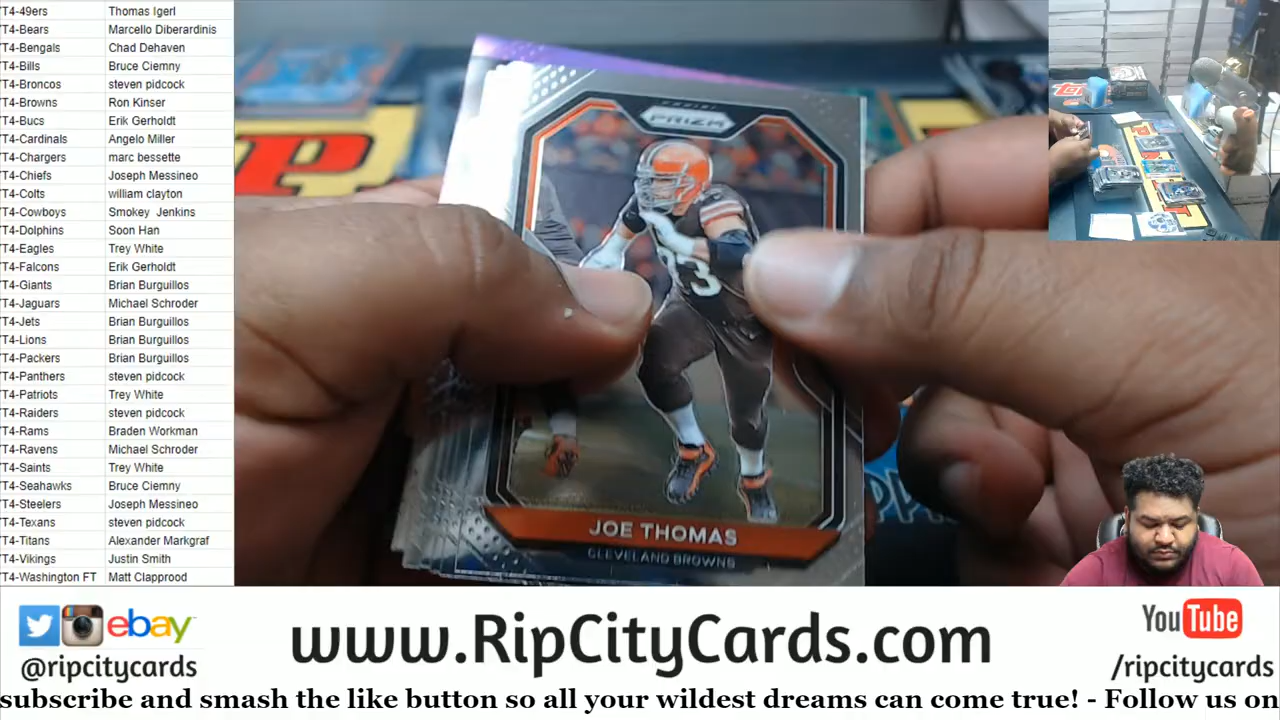 T4-49ers Thomas Igerl
T4-Bears Marcello Diberardinis
T4-Bengals Chad Dehaven
T4-Bills Bruce Ciemny
T4-Broncos steven pidcock
T4-Browns Ron Kinser
T4-Bucs Erik Gerholdt
T4-Cardinals Angelo Miller
T4-Chargers marc bessette
T4-Chiefs Joseph Messineo
T4-Colts william clayton
T4-Cowboys Smokey Jenkins
T4-Dolphins Soon Han
T4-Eagles Trey White
T4-Falcons Erik Gerholdt
T4-Giants Brian Burguillos
T4-Jaguars Michael Schroder
T4-Jets Brian Burguillos
T4-Lions Brian Burguillos
T4-Packers Brian Burguillos
T4-Panthers steven pidcock
T4-Patriots Trey White
T4-Raiders steven pidcock
T4-Rams Braden Workman
T4-Ravens Michael Schroder
T4-Saints Trey White
T4-Seahawks Bruce Ciemny
T4-Steelers Joseph Messineo
T4-Texans steven pidcock
T4-Titans Alexander Markgraf
T4-Vikings Justin Smith
T4-Washington FT Matt Clapprood
PANINI
PRIZM
73
JOE THOMAS
CLEVELAND BROWNS
ebay
@ripcitycards
www.RipCityCards.com
YouTube
/ripcitycards
subscribe and smash the like button so all your wildest dreams can come true! - Follow us on